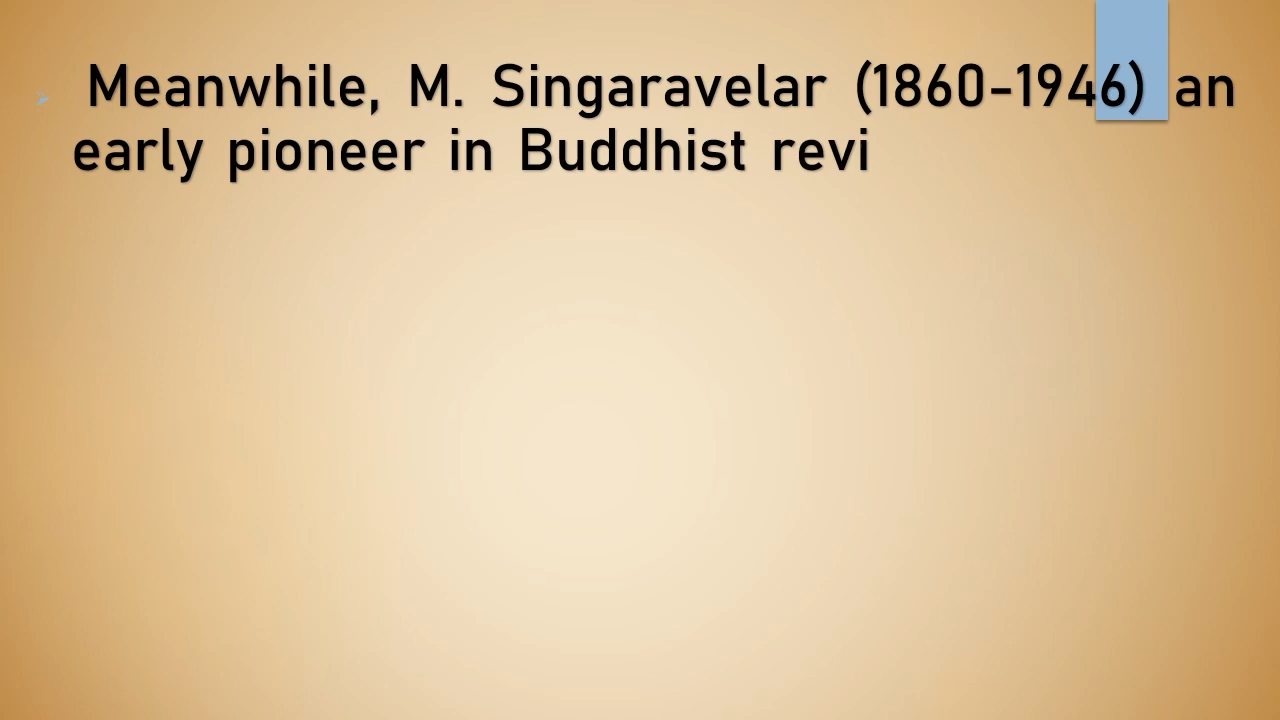 Meanwhile, M. Singaravelar (1860-1946) an
early pioneer in Buddhist revi